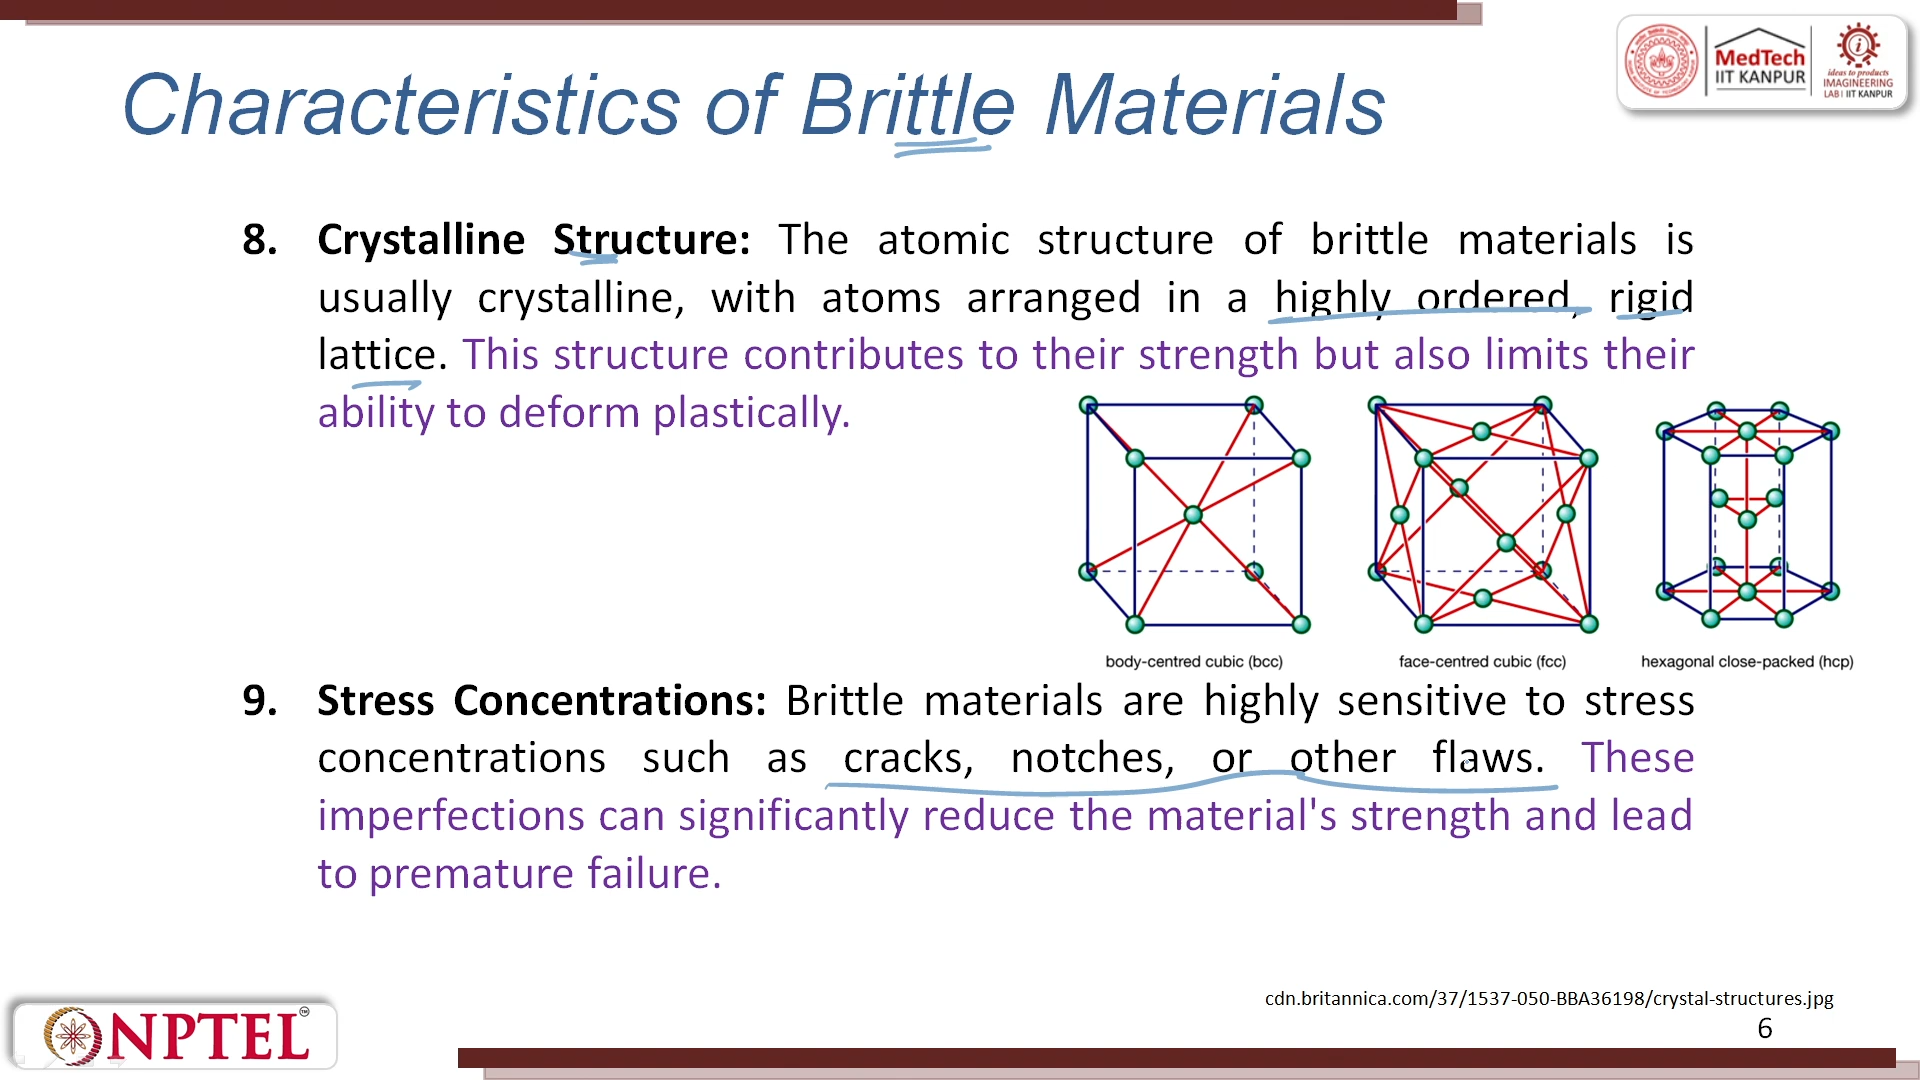 Characteristics of Brittle Materials
MedTech
IIT KANPUR
ideas to products
IMAGINEERING
LAB | IIT KANPUR
8. Crystalline Structure: The atomic structure of brittle materials is
usually crystalline, with atoms arranged in a highly ordered, rigid
lattice. This structure contributes to their strength but also limits their
ability to deform plastically.
body-centred cubic (bcc)
face-centred cubic (fcc)
hexagonal close-packed (hcp)
9. Stress Concentrations: Brittle materials are highly sensitive to stress
concentrations such as cracks, notches, or other flaws. These
imperfections can significantly reduce the material's strength and lead
to premature failure.
cdn.britannica.com/37/1537-050-BBA36198/crystal-structures.jpg
6
NPTEL™